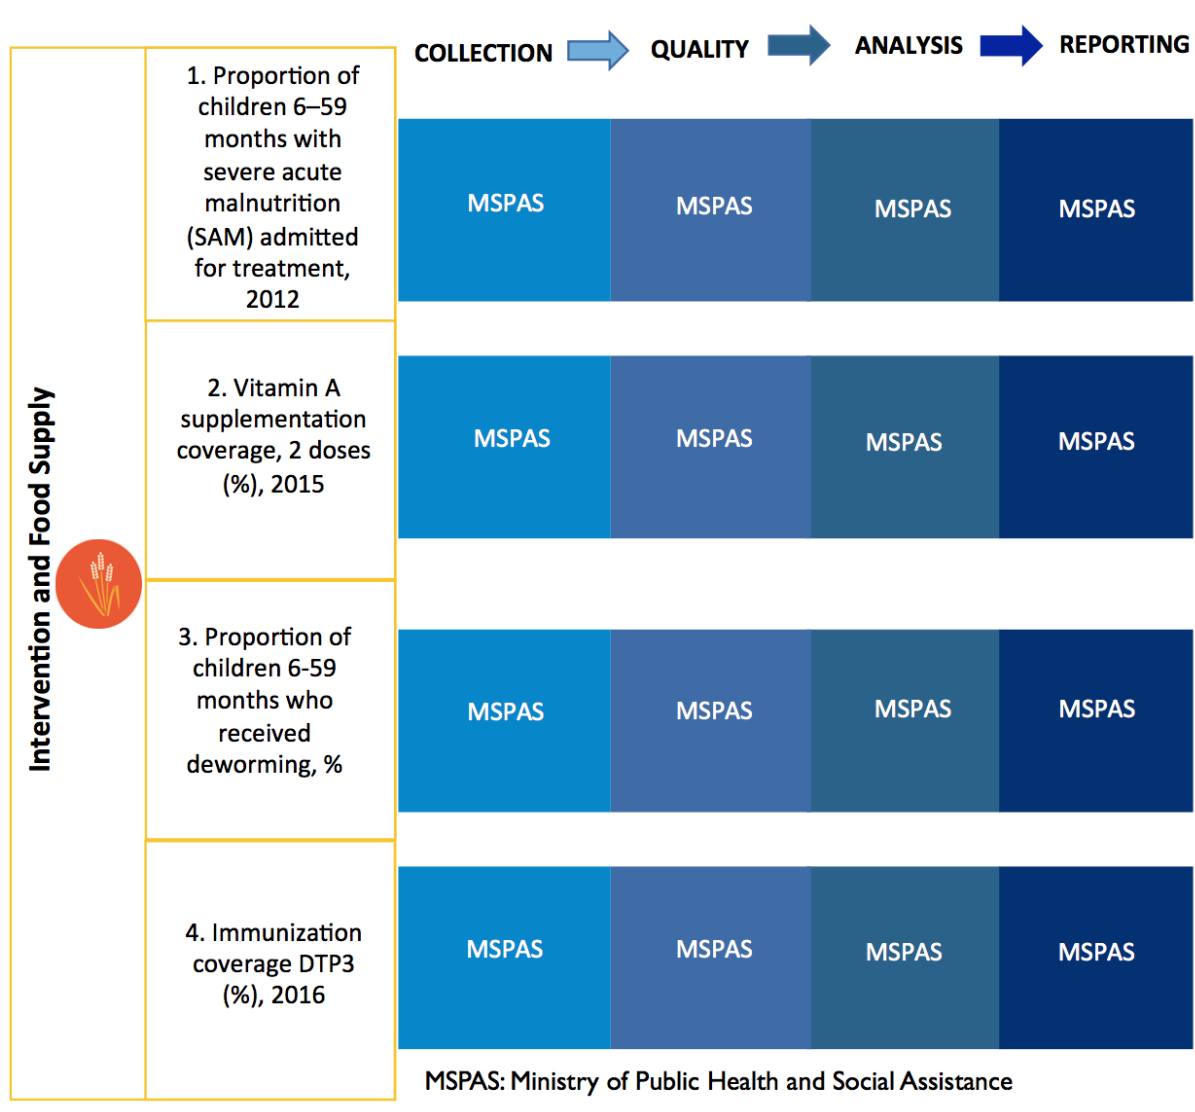 COLLECTION QUALITY ANALYSIS REPORTING
Intervention and Food Supply
1. Proportion of
children 6–59
months with
severe acute
malnutrition
(SAM) admitted
for treatment,
2012
MSPAS MSPAS MSPAS MSPAS
2. Vitamin A
supplementation
coverage, 2 doses
(%), 2015
MSPAS MSPAS MSPAS MSPAS
3. Proportion of
children 6-59
months who
received
deworming, %
MSPAS MSPAS MSPAS MSPAS
4. Immunization
coverage DTP3
(%), 2016
MSPAS MSPAS MSPAS MSPAS
MSPAS: Ministry of Public Health and Social Assistance